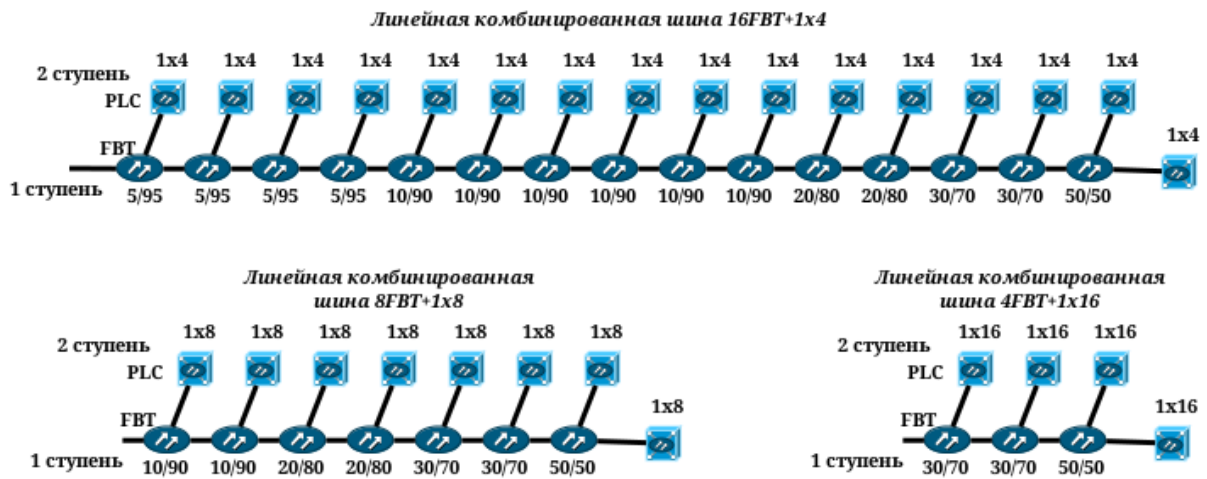 Линейная комбинированная шина 16FBT+1x4
1x4 1x4 1x4 1x4 1x4 1x4 1x4 1x4 1x4 1x4 1x4 1x4 1x4 1x4 1x4
2 ступень
PLC
1x4
FBT
1 ступень
5/95 5/95 5/95 5/95 10/90 10/90 10/90 10/90 10/90 10/90 20/80 20/80 30/70 30/70 50/50
Линейная комбинированная
шина 8FBT+1x8
1x8 1x8 1x8 1x8 1x8 1x8 1x8
2 ступень
PLC
1x8
FBT
1 ступень
10/90 10/90 20/80 20/80 30/70 30/70 50/50
Линейная комбинированная
шина 4FBT+1x16
1x16 1x16 1x16
2 ступень
PLC
1x16
FBT
1 ступень
30/70 30/70 50/50